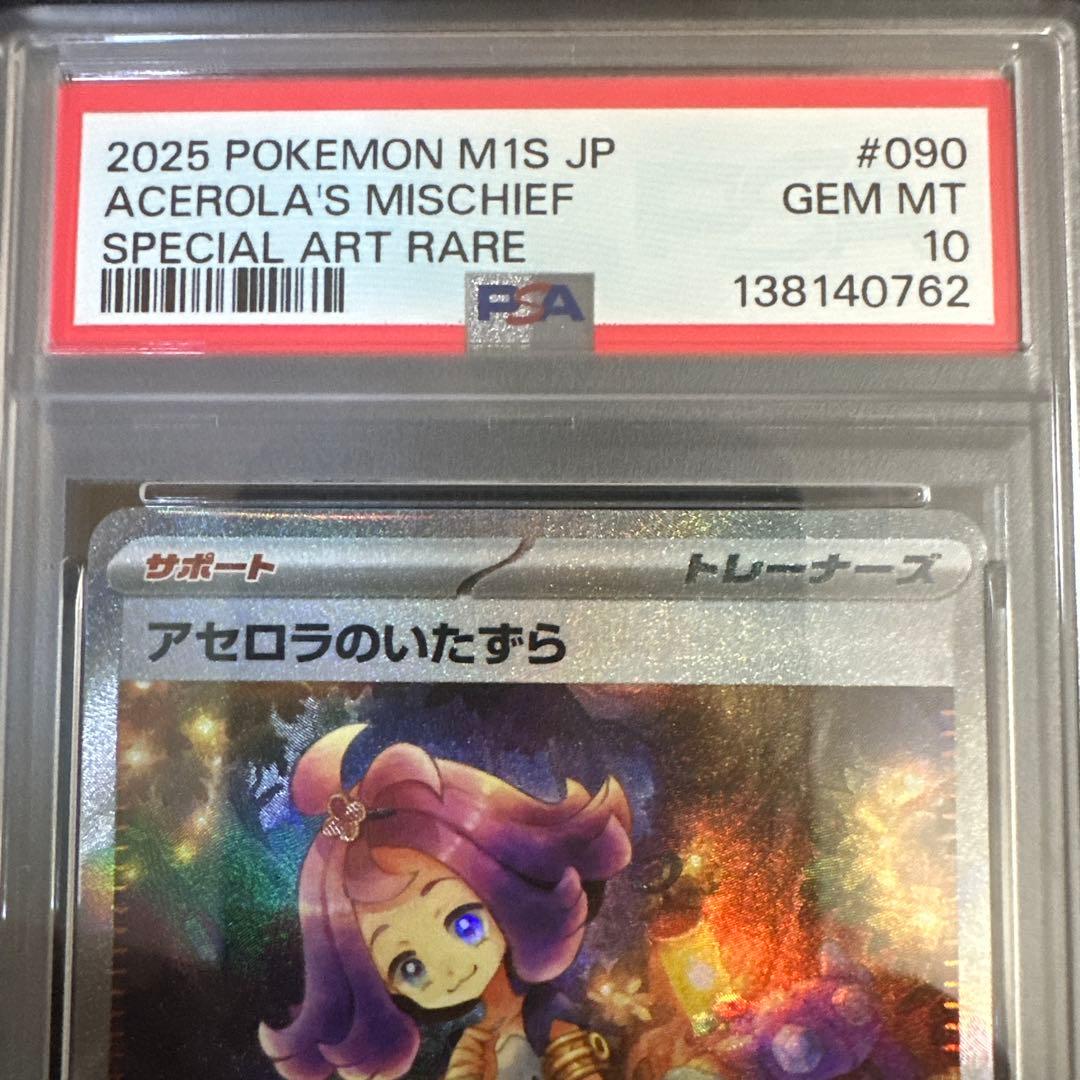 2025 POKEMON M1S JP #090
ACEROLA'S MISCHIEF GEM MT
SPECIAL ART RARE 10
138140762
PSA
サポート トレーナーズ
アセロラのいたずら